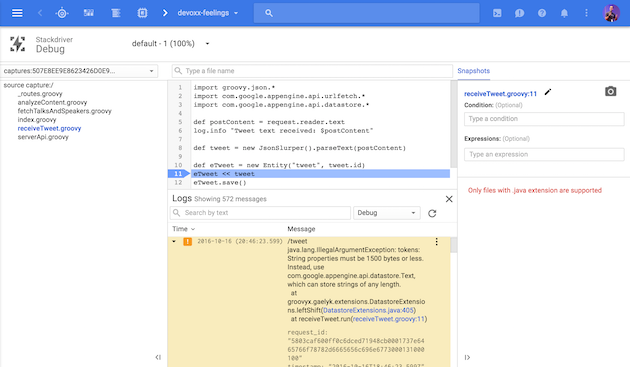 devoxx-feelings
Stackdriver
Debug
default - 1 (100%)
captures:507E8EE9E8623426D0E9...
Type a file name
Snapshots
source capture:/
_routes.groovy
analyzeContent.groovy
fetchTalksAndSpeakers.groovy
index.groovy
receiveTweet.groovy
serverApi.groovy
1 import groovy.json.*
2 import com.google.appengine.api.urlfetch.*
3 import com.google.appengine.api.datastore.*
4
5 def postContent = request.reader.text
6 log.info "Tweet text received: $postContent"
7
8 def tweet = new JsonSlurper().parseText(postContent)
9
10 def eTweet = new Entity("tweet", tweet.id)
11 eTweet << tweet
12 eTweet.save()
receiveTweet.groovy:11
Condition: (Optional)
Type a condition
Expressions: (Optional)
Type an expression
Only files with .java extension are supported
Logs Showing 572 messages
Search by text
Debug
Time
Message
2016-10-16 (20:46:23.599)
/tweet
java.lang.IllegalArgumentException: tokens:
String properties must be 1500 bytes or less.
Instead, use
com.google.appengine.api.datastore.Text,
which can store strings of any length.
at
groovyx.gaelyk.extensions.DatastoreExtensio
ns.leftShift(DatastoreExtensions.java:405)
at receiveTweet.run(receiveTweet.groovy:11)
request_id:
"5803caf600ff0c6dced71948cb0001737e64
65766f78782d6665656c696e67730001310000
100"